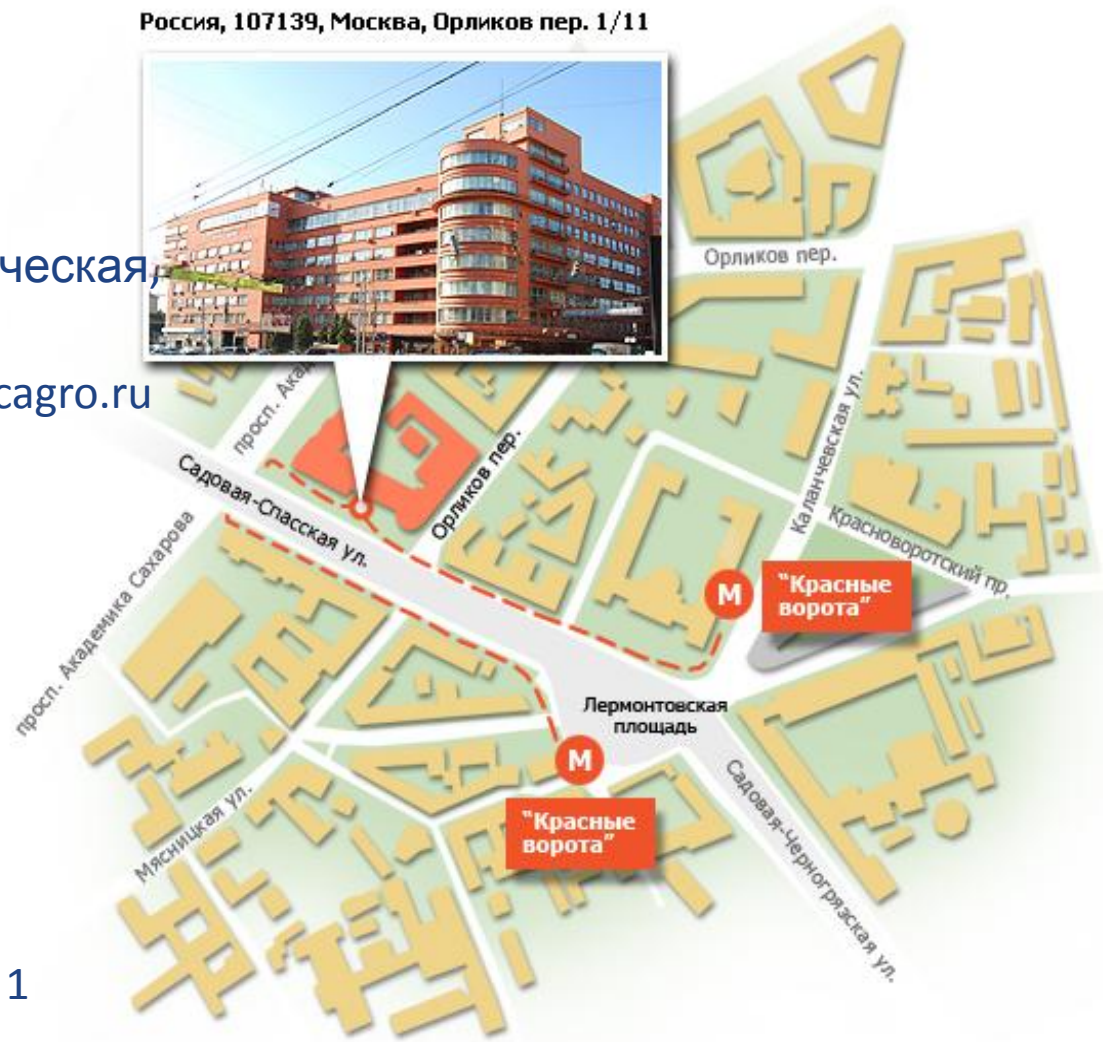 Россия, 107139, Москва, Орликов пер. 1/11
ческая,
cagro.ru
Орликов пер.
просп. Акад
Садовая-Спасская ул.
Орликов пер.
Каланчевская ул.
Красноворотский пр.
просп. Академика Сахарова
М
"Красные
ворота"
Лермонтовская
площадь
М
"Красные
ворота"
Садовая-Черногрязская ул.
Мясницкая ул.
1